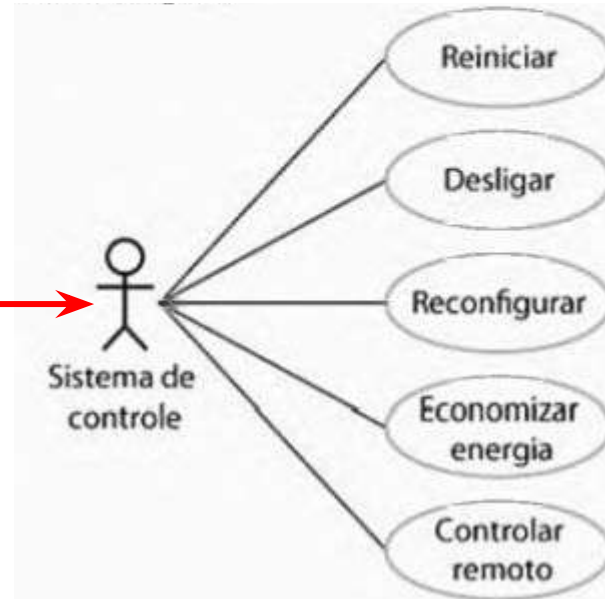 Reiniciar
Desligar
Reconfigurar
Sistema de
controle
Economizar
energia
Controlar
remoto